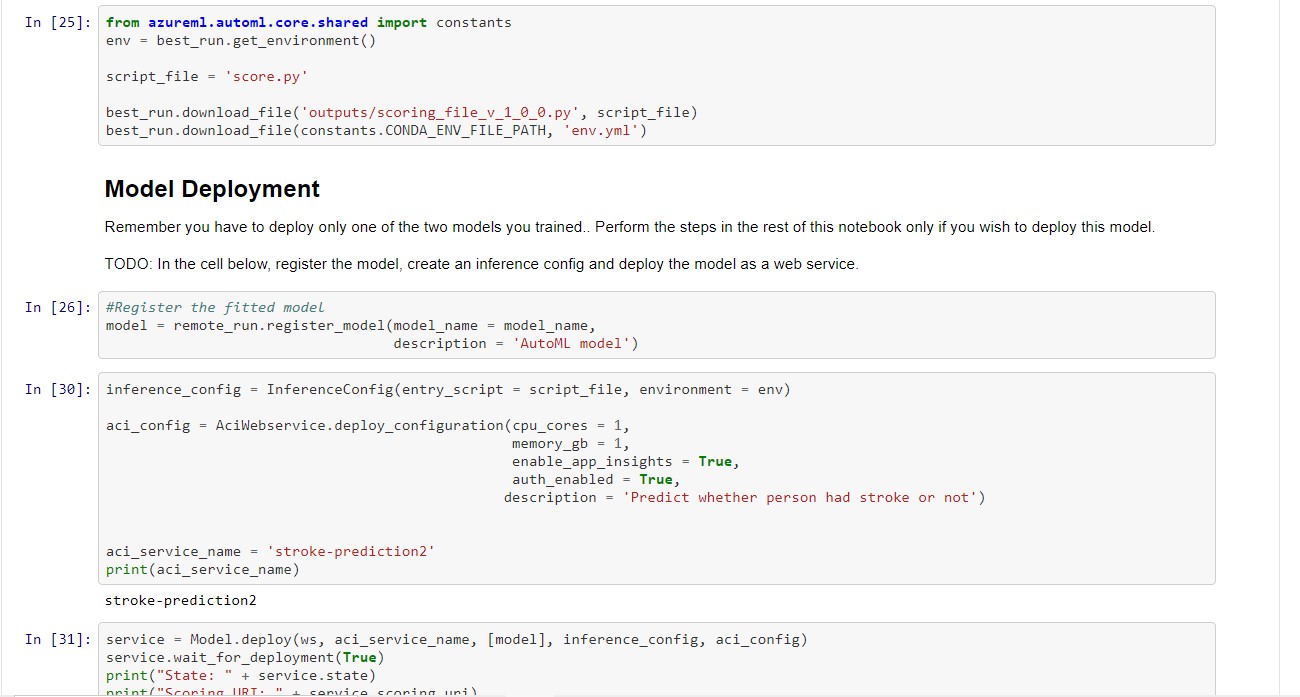 In [25]: from azureml.automl.core.shared import constants
env = best_run.get_environment()
script_file = 'score.py'
best_run.download_file('outputs/scoring_file_v_1_0_0.py', script_file)
best_run.download_file(constants.CONDA_ENV_FILE_PATH, 'env.yml')
Model Deployment
Remember you have to deploy only one of the two models you trained.. Perform the steps in the rest of this notebook only if you wish to deploy this model.
TODO: In the cell below, register the model, create an inference config and deploy the model as a web service.
In [26]: #Register the fitted model
model = remote_run.register_model(model_name = model_name,
description = 'AutoML model')
In [30]: inference_config = InferenceConfig(entry_script = script_file, environment = env)
aci_config = AciWebservice.deploy_configuration(cpu_cores = 1,
memory_gb = 1,
enable_app_insights = True,
auth_enabled = True,
description = 'Predict whether person had stroke or not')
aci_service_name = 'stroke-prediction2'
print(aci_service_name)
stroke-prediction2
In [31]: service = Model.deploy(ws, aci_service_name, [model], inference_config, aci_config)
service.wait_for_deployment(True)
print("State: " + service.state)
print("Scoring URI: " + service.scoring_uri)